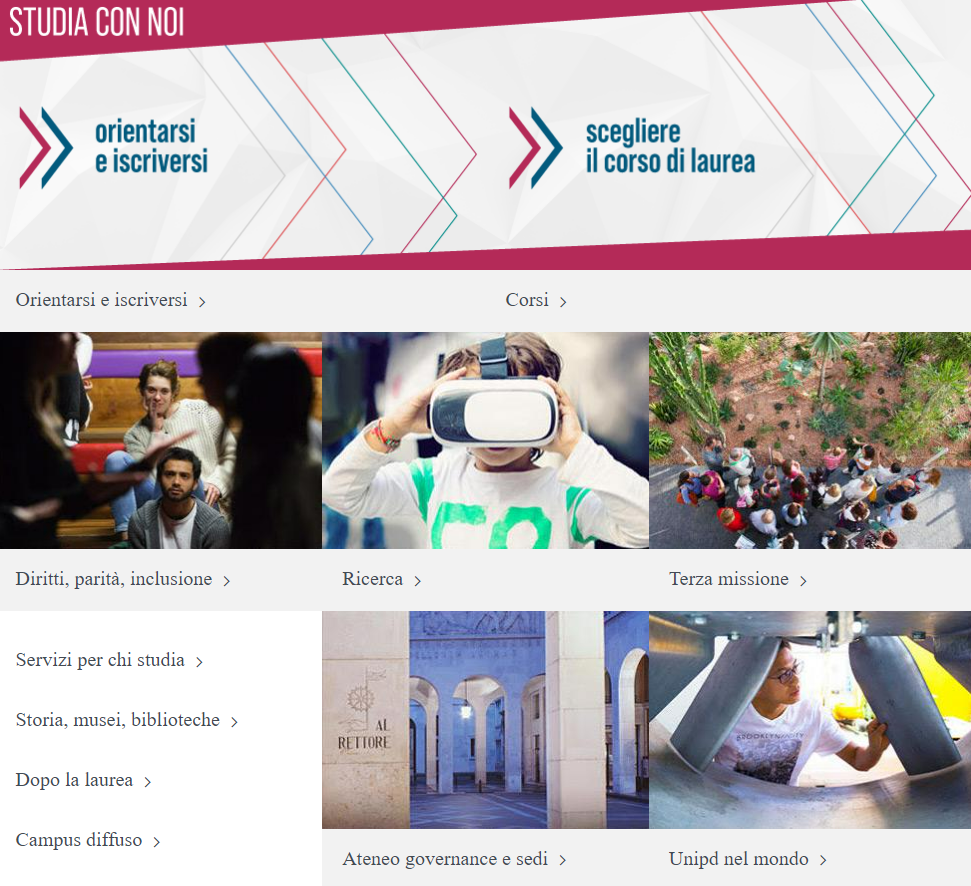 STUDIA CON NOI
orientarsi
e iscriversi
scegliere
il corso di laurea
Orientarsi e iscriversi
Corsi
Diritti, parità, inclusione
Ricerca
Terza missione
Servizi per chi studia
Storia, musei, biblioteche
Dopo la laurea
Campus diffuso
AL
RETTORE
BROOKLYN
Ateneo governance e sedi
Unipd nel mondo